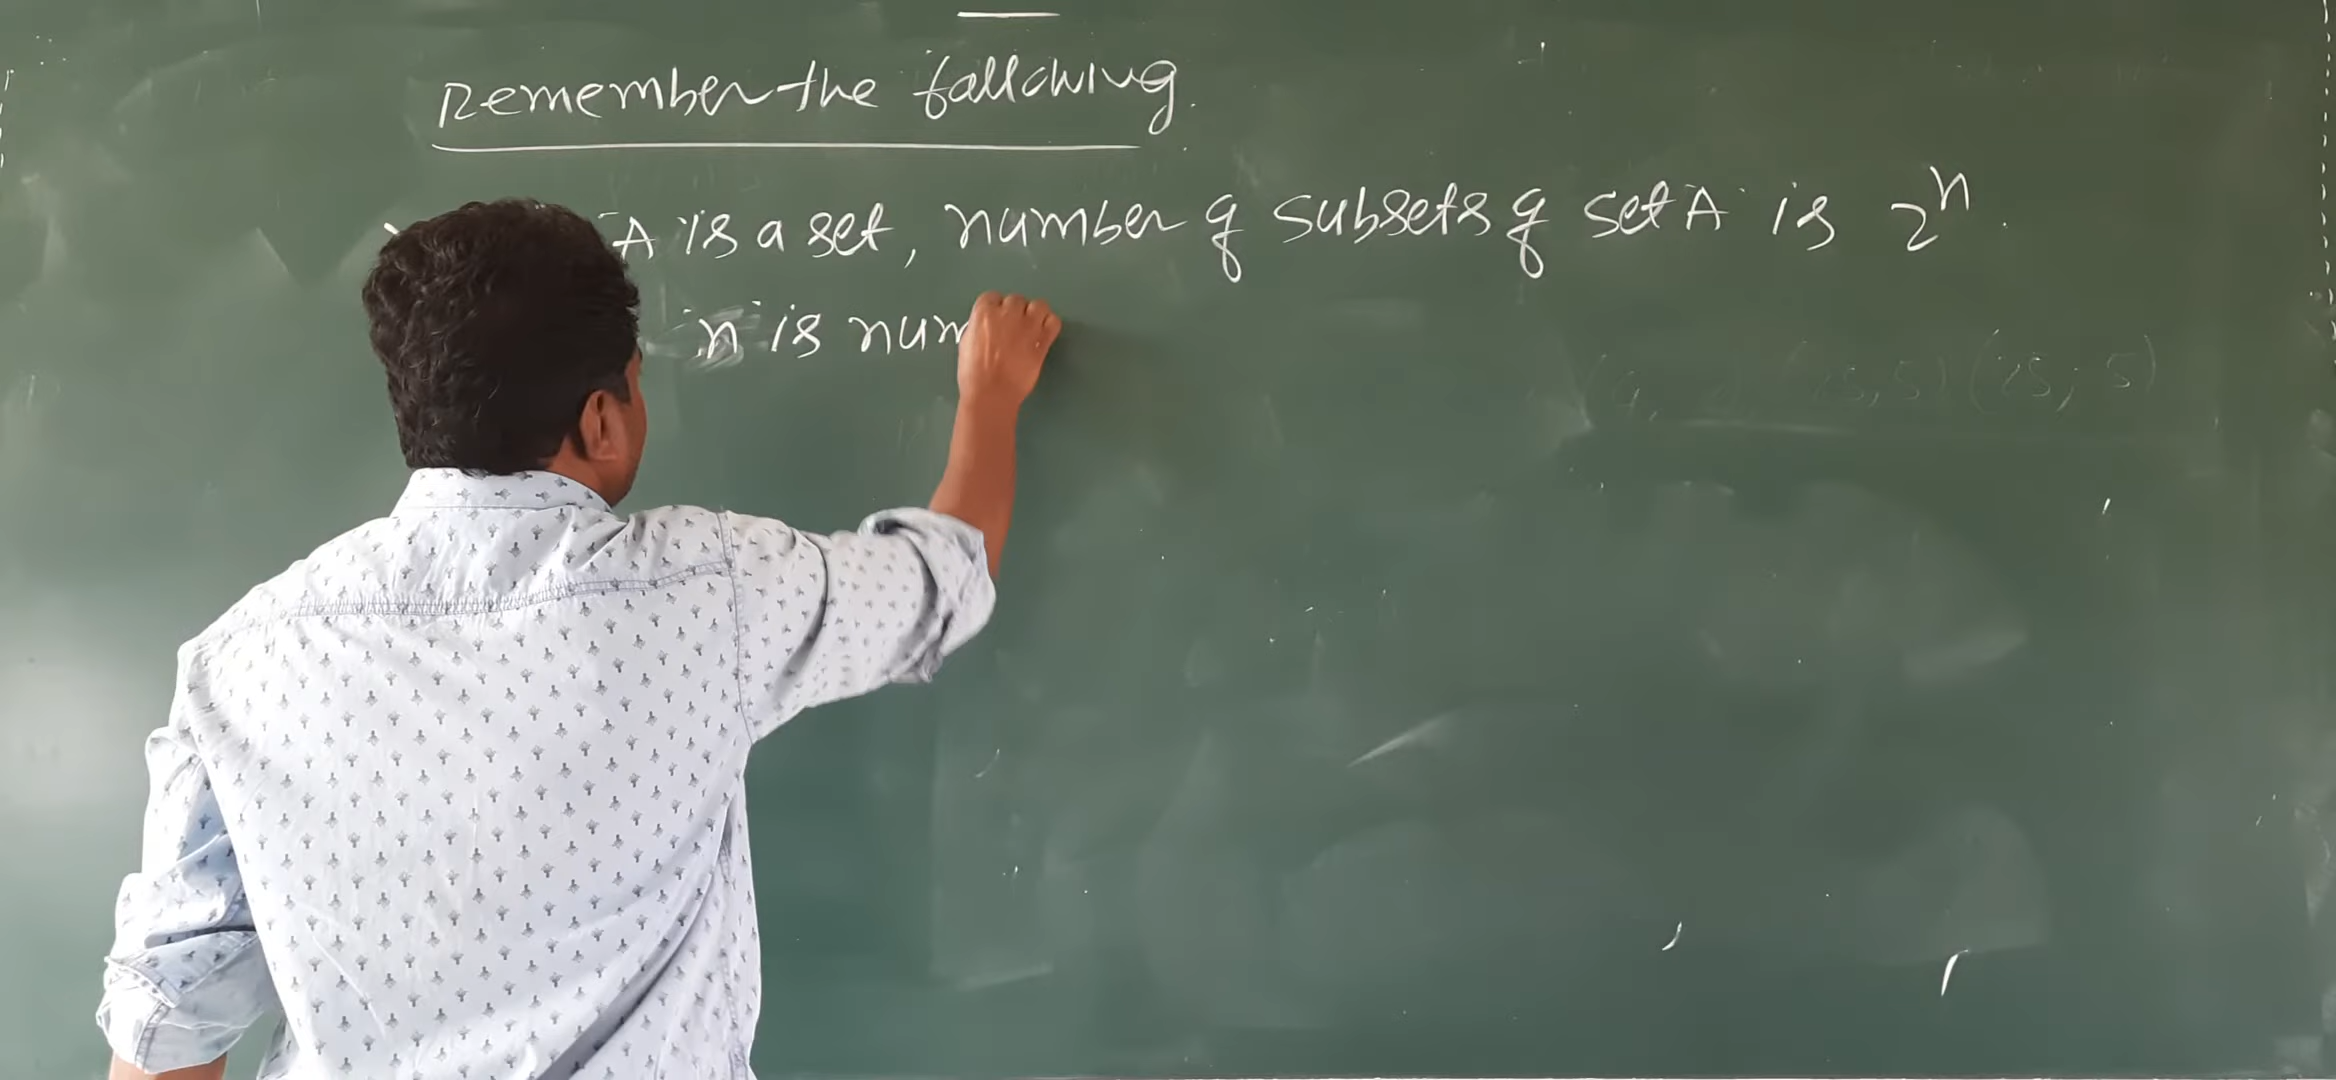 Remember the following.
A is a set, number of subsets of set A is 2ⁿ.
n is num